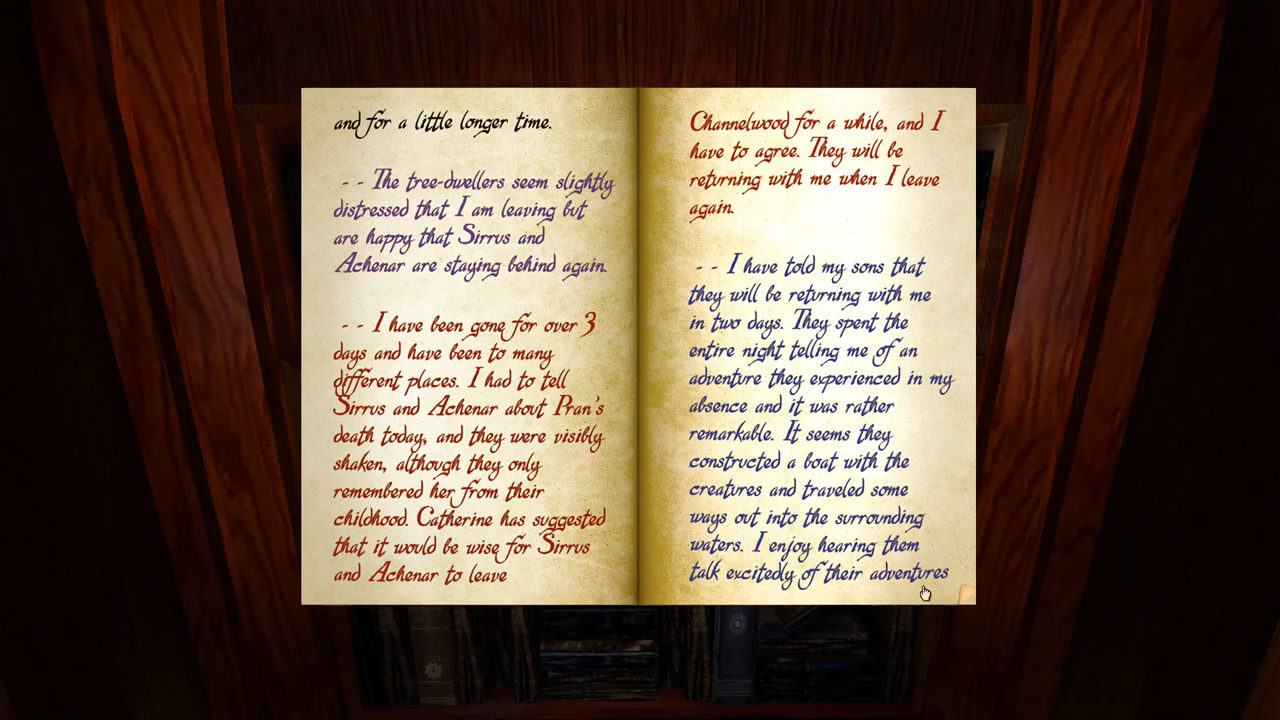 and for a little longer time.
-- The tree-dwellers seem slightly
distressed that I am leaving but
are happy that Sirrus and
Achenar are staying behind again.
-- I have been gone for over 3
days and have been to many
different places. I had to tell
Sirrus and Achenar about Pran's
death today, and they were visibly
shaken, although they only
remembered her from their
childhood. Catherine has suggested
that it would be wise for Sirrus
and Achenar to leave
Channelwood for a while, and I
have to agree. They will be
returning with me when I leave
again.
-- I have told my sons that
they will be returning with me
in two days. They spent the
entire night telling me of an
adventure they experienced in my
absence and it was rather
remarkable. It seems they
constructed a boat with the
creatures and traveled some
ways out into the surrounding
waters. I enjoy hearing them
talk excitedly of their adventures